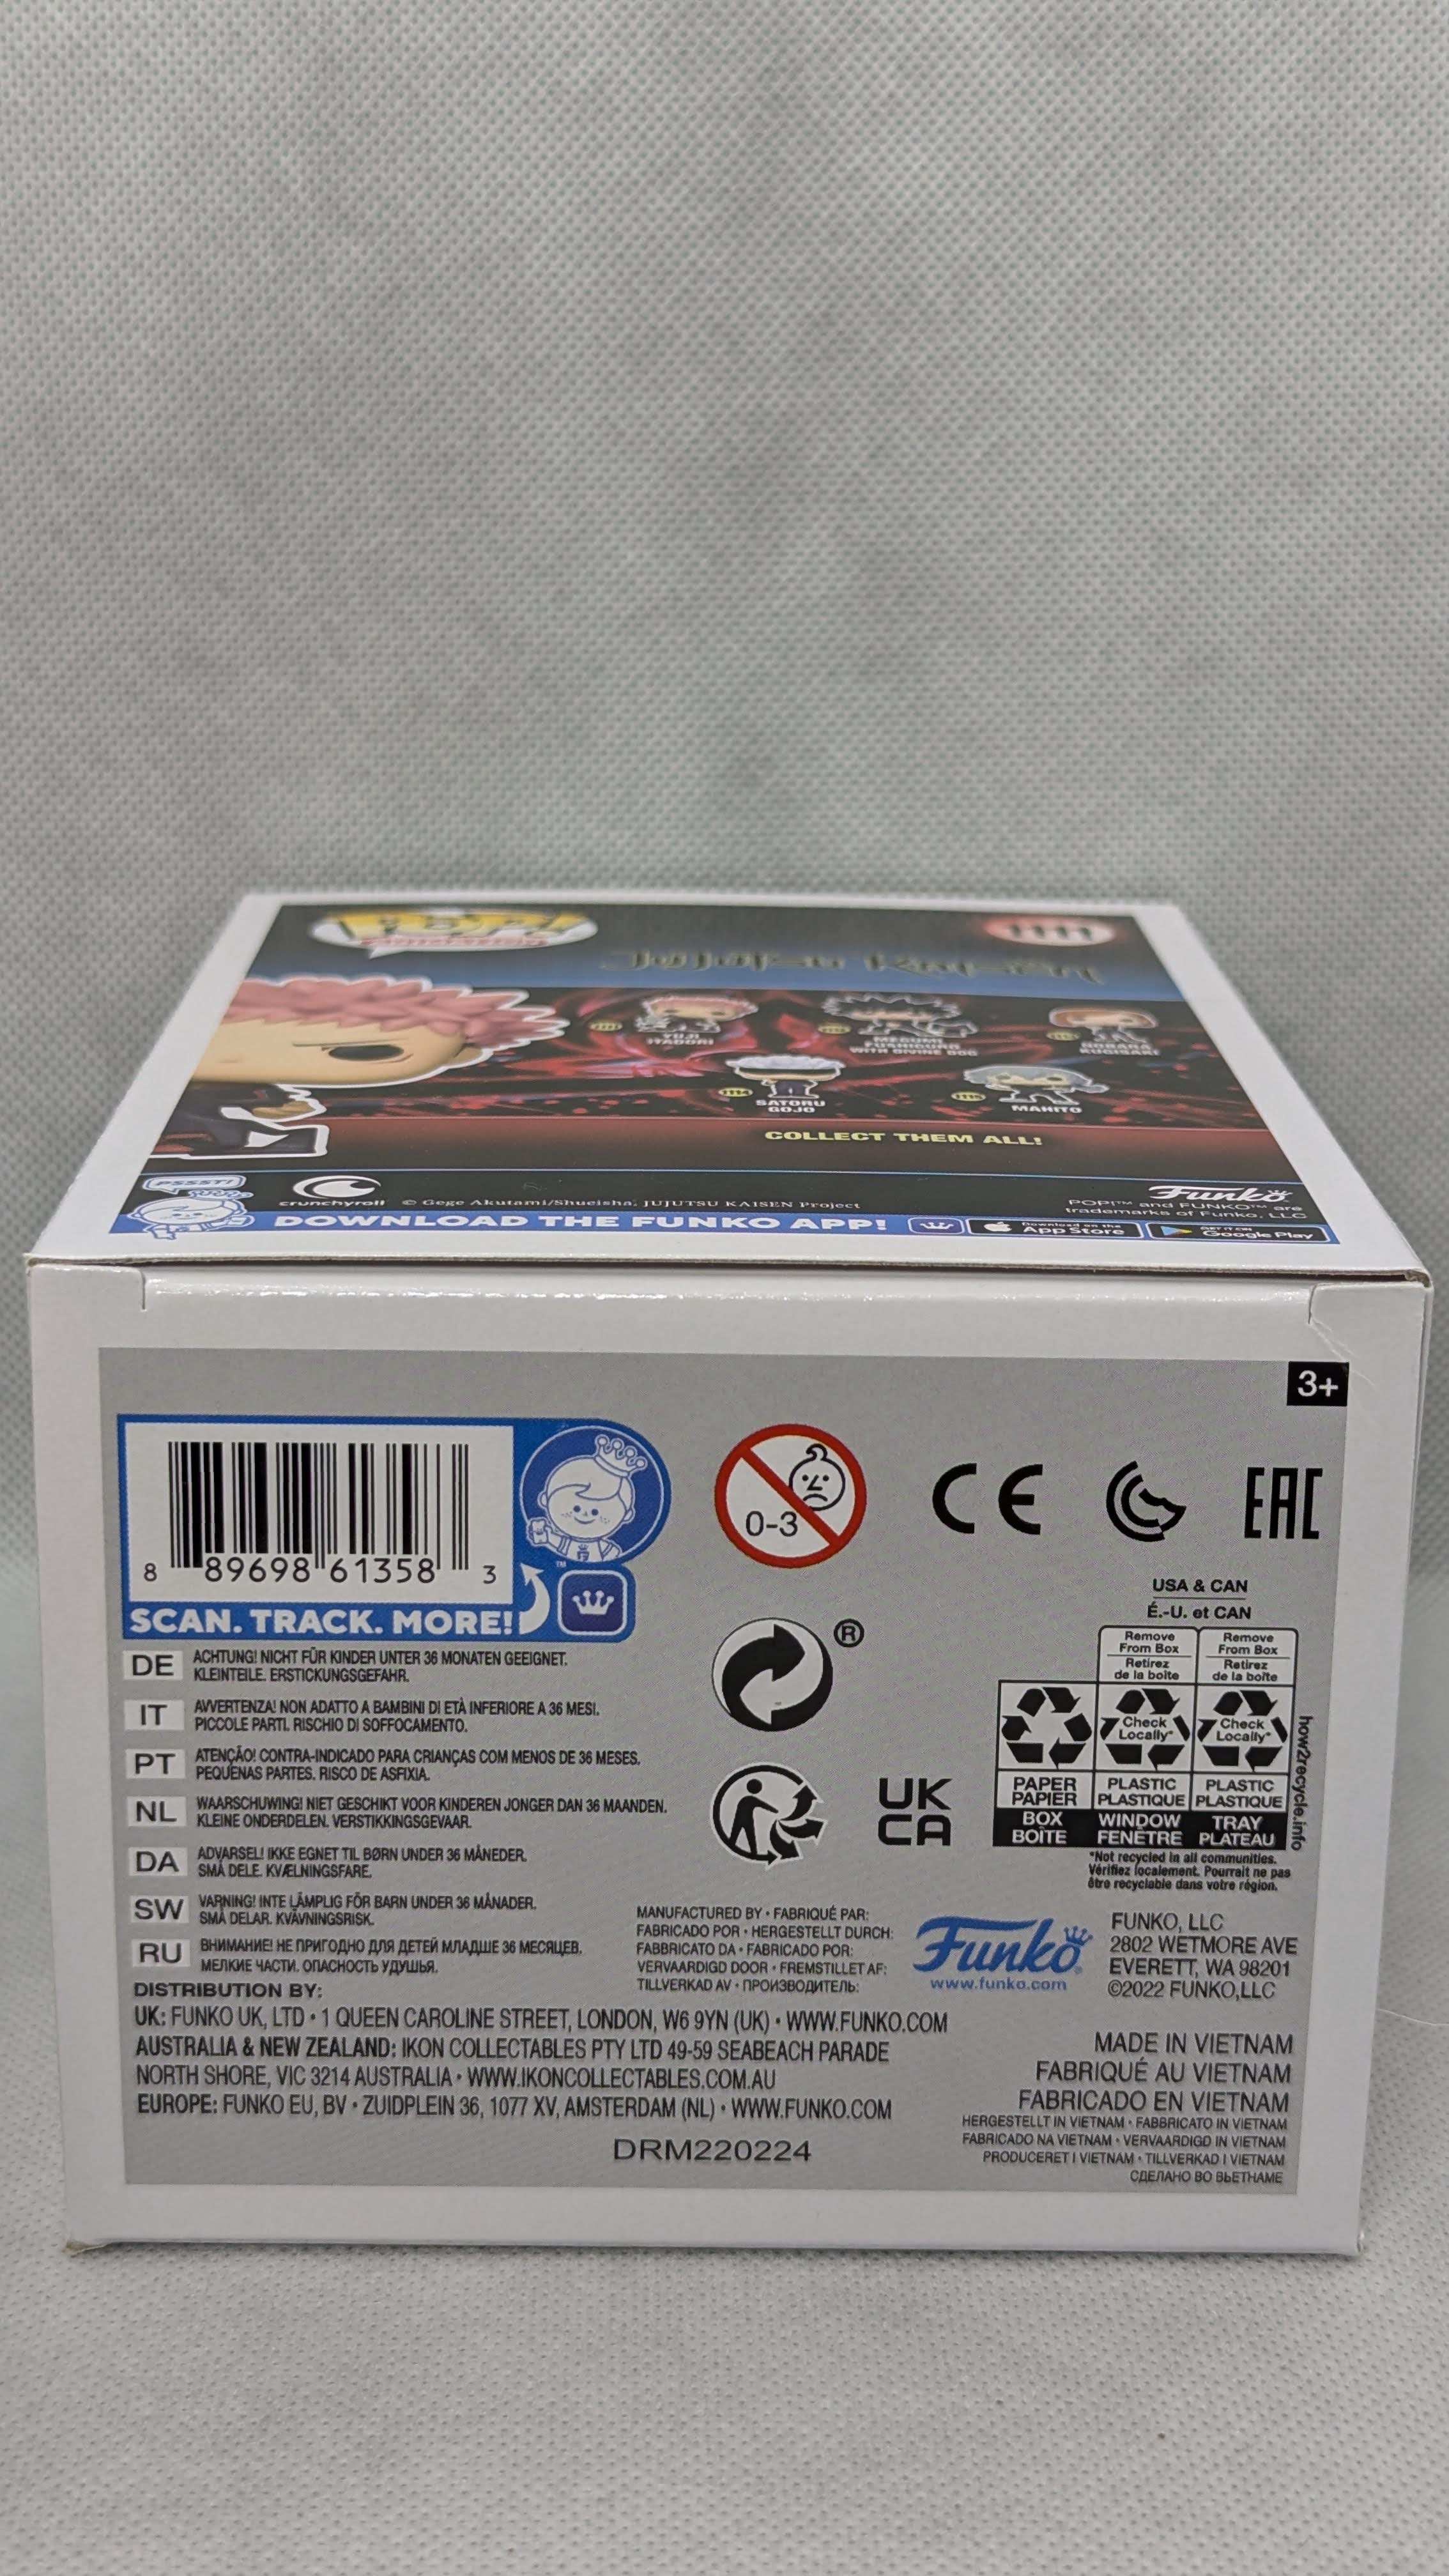 POP!
ANIMATION
1111
JUJUTSU KAISEN
1111
YUJI
ITADORI
MEGUMI
FUSHIGURO
WITH DIVINE DOG
NOBARA
KUGISAKI
1114
SATORU
GOJO
1115
MAHITO
COLLECT THEM ALL!
PSSST!
crunchyroll
© Gege Akutami/Shueisha, JUJUTSU KAISEN Project
Funko
POP!™ and FUNKO™ are
trademarks of Funko, LLC
DOWNLOAD THE FUNKO APP!
Download on the
App Store
GET IT ON
Google Play
3+
8 89698 61358 3
™
SCAN. TRACK. MORE!
0-3
CE
EAC
®
UK
CA
USA & CAN
É.-U. et CAN
Remove
From Box
Retirez
de la boîte
Remove
From Box
Retirez
de la boîte
Check
Locally*
Check
Locally*
PAPER
PAPIER
PLASTIC
PLASTIQUE
PLASTIC
PLASTIQUE
BOX
BOÎTE
WINDOW
FENÊTRE
TRAY
PLATEAU
how2recycle.info
*Not recycled in all communities.
Vérifiez localement. Pourrait ne pas
être recyclable dans votre région.
DE ACHTUNG! NICHT FÜR KINDER UNTER 36 MONATEN GEEIGNET.
KLEINTEILE. ERSTICKUNGSGEFAHR.
IT AVVERTENZA! NON ADATTO A BAMBINI DI ETÀ INFERIORE A 36 MESI.
PICCOLE PARTI. RISCHIO DI SOFFOCAMENTO.
PT ATENÇÃO! CONTRA-INDICADO PARA CRIANÇAS COM MENOS DE 36 MESES.
PEQUENAS PARTES. RISCO DE ASFIXIA.
NL WAARSCHUWING! NIET GESCHIKT VOOR KINDEREN JONGER DAN 36 MAANDEN.
KLEINE ONDERDELEN. VERSTIKKINGSGEVAAR.
DA ADVARSEL! IKKE EGNET TIL BØRN UNDER 36 MÅNEDER.
SMÅ DELE. KVÆLNINGSFARE.
SW VARNING! INTE LÄMPLIG FÖR BARN UNDER 36 MÅNADER.
SMÅ DELAR. KVÄVNINGSRISK.
RU ВНИМАНИЕ! НЕ ПРИГОДНО ДЛЯ ДЕТЕЙ МЛАДШЕ 36 МЕСЯЦЕВ.
МЕЛКИЕ ЧАСТИ. ОПАСНОСТЬ УДУШЬЯ.
MANUFACTURED BY • FABRIQUÉ PAR:
FABRICADO POR • HERGESTELLT DURCH:
FABBRICATO DA • FABRICADO POR:
VERVAARDIGD DOOR • FREMSTILLET AF:
TILLVERKAD AV • ПРОИЗВОДИТЕЛЬ:
Funko®
www.funko.com
FUNKO, LLC
2802 WETMORE AVE
EVERETT, WA 98201
©2022 FUNKO,LLC
DISTRIBUTION BY:
UK: FUNKO UK, LTD • 1 QUEEN CAROLINE STREET, LONDON, W6 9YN (UK) • WWW.FUNKO.COM
AUSTRALIA & NEW ZEALAND: IKON COLLECTABLES PTY LTD 49-59 SEABEACH PARADE
NORTH SHORE, VIC 3214 AUSTRALIA • WWW.IKONCOLLECTABLES.COM.AU
EUROPE: FUNKO EU, BV • ZUIDPLEIN 36, 1077 XV, AMSTERDAM (NL) • WWW.FUNKO.COM
DRM220224
MADE IN VIETNAM
FABRIQUÉ AU VIETNAM
FABRICADO EN VIETNAM
HERGESTELLT IN VIETNAM • FABBRICATO IN VIETNAM
FABRICADO NA VIETNAM • VERVAARDIGD IN VIETNAM
PRODUCERET I VIETNAM • TILLVERKAD I VIETNAM
СДЕЛАНО ВО ВЬЕТНАМЕ